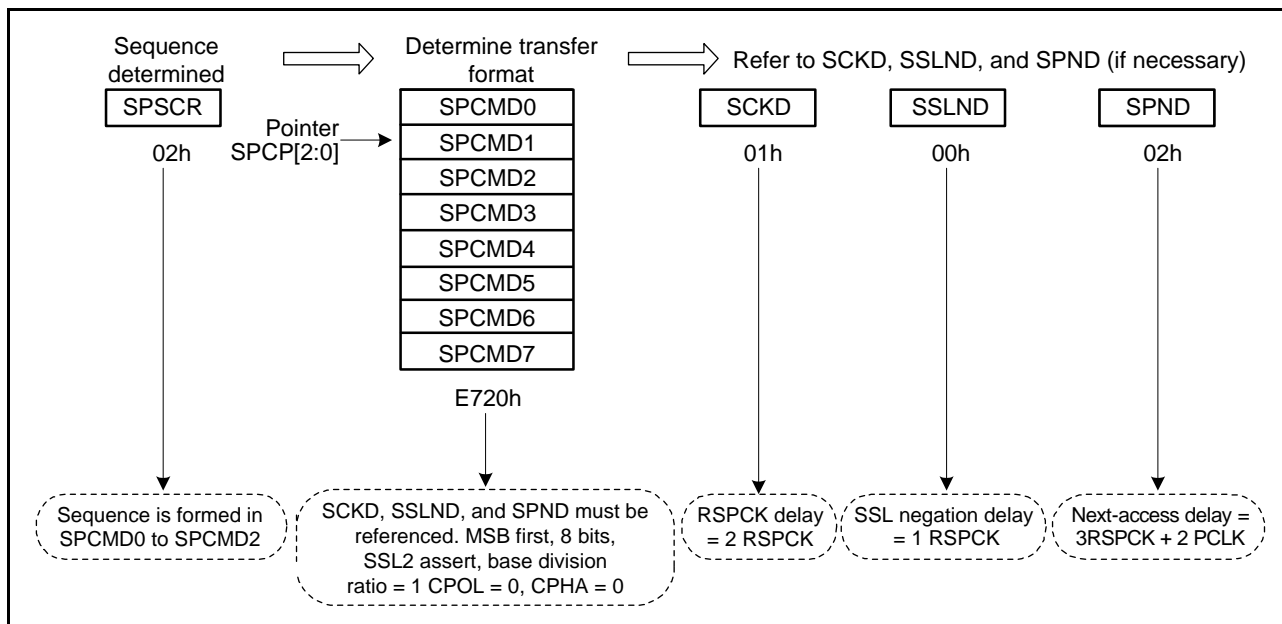 Sequence
determined
Determine transfer
format
Refer to SCKD, SSLND, and SPND (if necessary)
SPSCR
02h
Pointer
SPCP[2:0]
SPCMD0
SPCMD1
SPCMD2
SPCMD3
SPCMD4
SPCMD5
SPCMD6
SPCMD7
E720h
SCKD
01h
SSLND
00h
SPND
02h
Sequence is formed in
SPCMD0 to SPCMD2
SCKD, SSLND, and SPND must be
referenced. MSB first, 8 bits,
SSL2 assert, base division
ratio = 1 CPOL = 0, CPHA = 0
RSPCK delay
= 2 RSPCK
SSL negation delay
= 1 RSPCK
Next-access delay =
3RSPCK + 2 PCLK